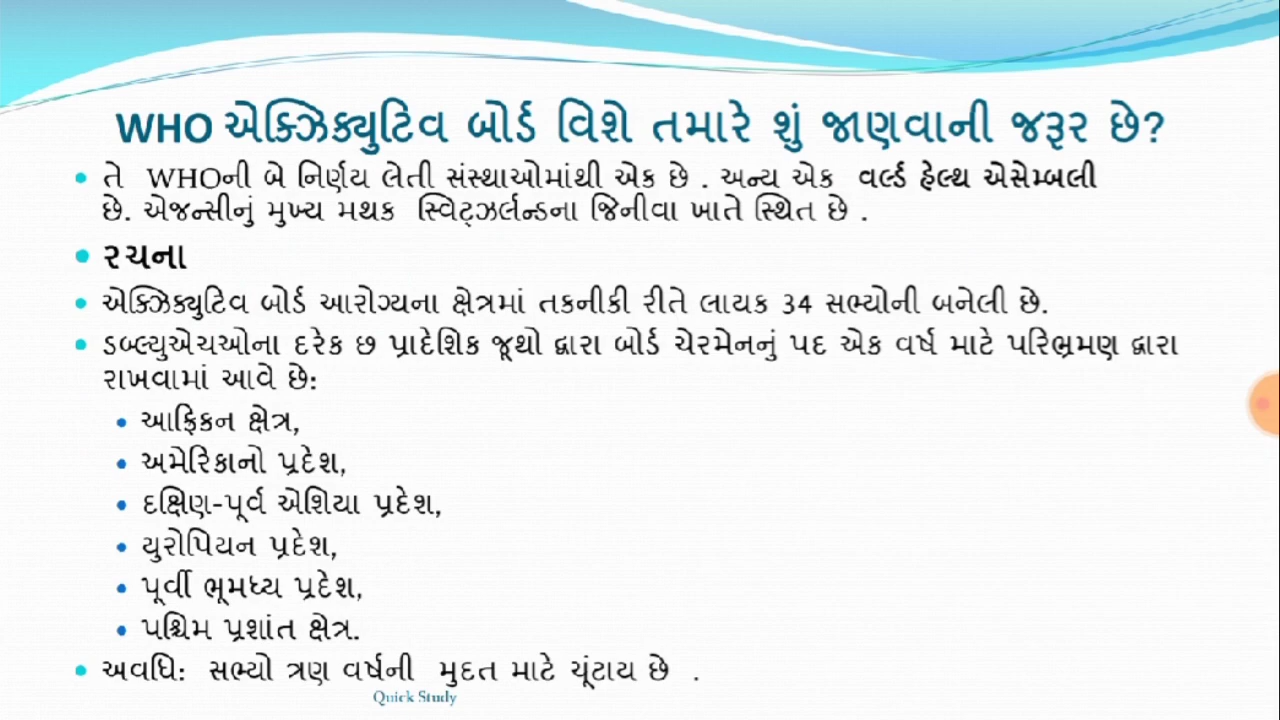 WHO એક્ઝિક્યુટિવ બોર્ડ વિશે તમારે શું જાણવાની જરૂર છે?
તે WHOની બે નિર્ણય લેતી સંસ્થાઓમાંથી એક છે . અન્ય એક વર્લ્ડ હેલ્થ એસેમ્બલી
છે. એજન્સીનું મુખ્ય મથક સ્વિટ્ઝર્લન્ડના જિનીવા ખાતે સ્થિત છે .
રચના
એક્ઝિક્યુટિવ બોર્ડ આરોગ્યના ક્ષેત્રમાં તકનીકી રીતે લાયક 34 સભ્યોની બનેલી છે.
ડબ્લ્યુએચઓના દરેક છ પ્રાદેશિક જૂથો દ્વારા બોર્ડ ચેરમેનનું પદ એક વર્ષ માટે પરિભ્રમણ દ્વારા
રાખવામાં આવે છે:
આફ્રિકન ક્ષેત્ર,
અમેરિકાનો પ્રદેશ,
દક્ષિણ-પૂર્વ એશિયા પ્રદેશ,
યુરોપિયન પ્રદેશ,
પૂર્વી ભૂમધ્ય પ્રદેશ,
પશ્ચિમ પ્રશાંત ક્ષેત્ર.
અવધિ: સભ્યો ત્રણ વર્ષની મુદત માટે ચૂંટાય છે .
Quick Study